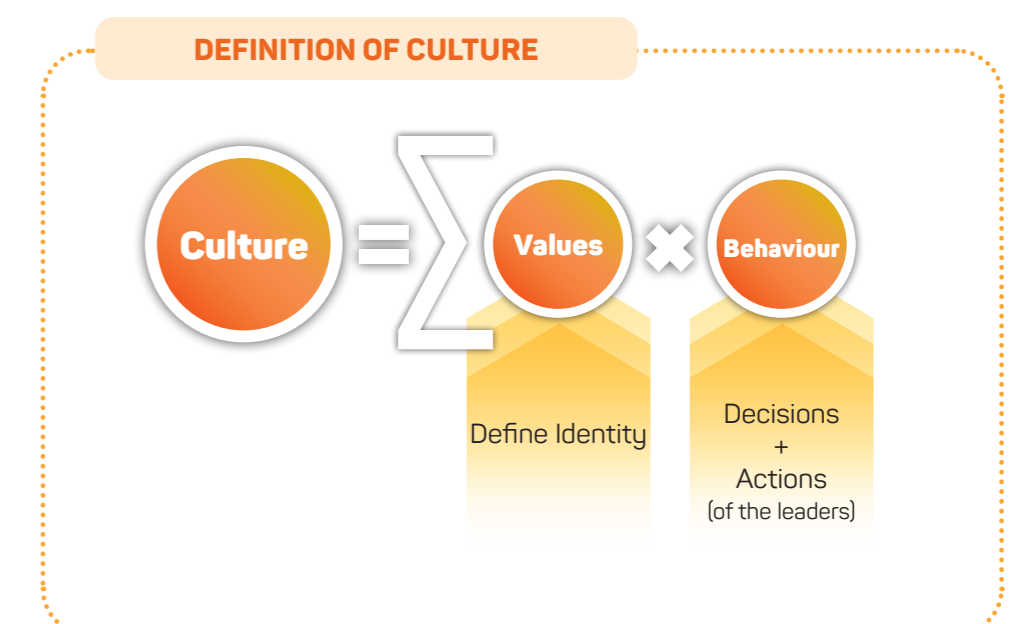 DEFINITION OF CULTURE
Culture = ∑ Values × Behaviour
Define Identity
Decisions
+
Actions
(of the leaders)